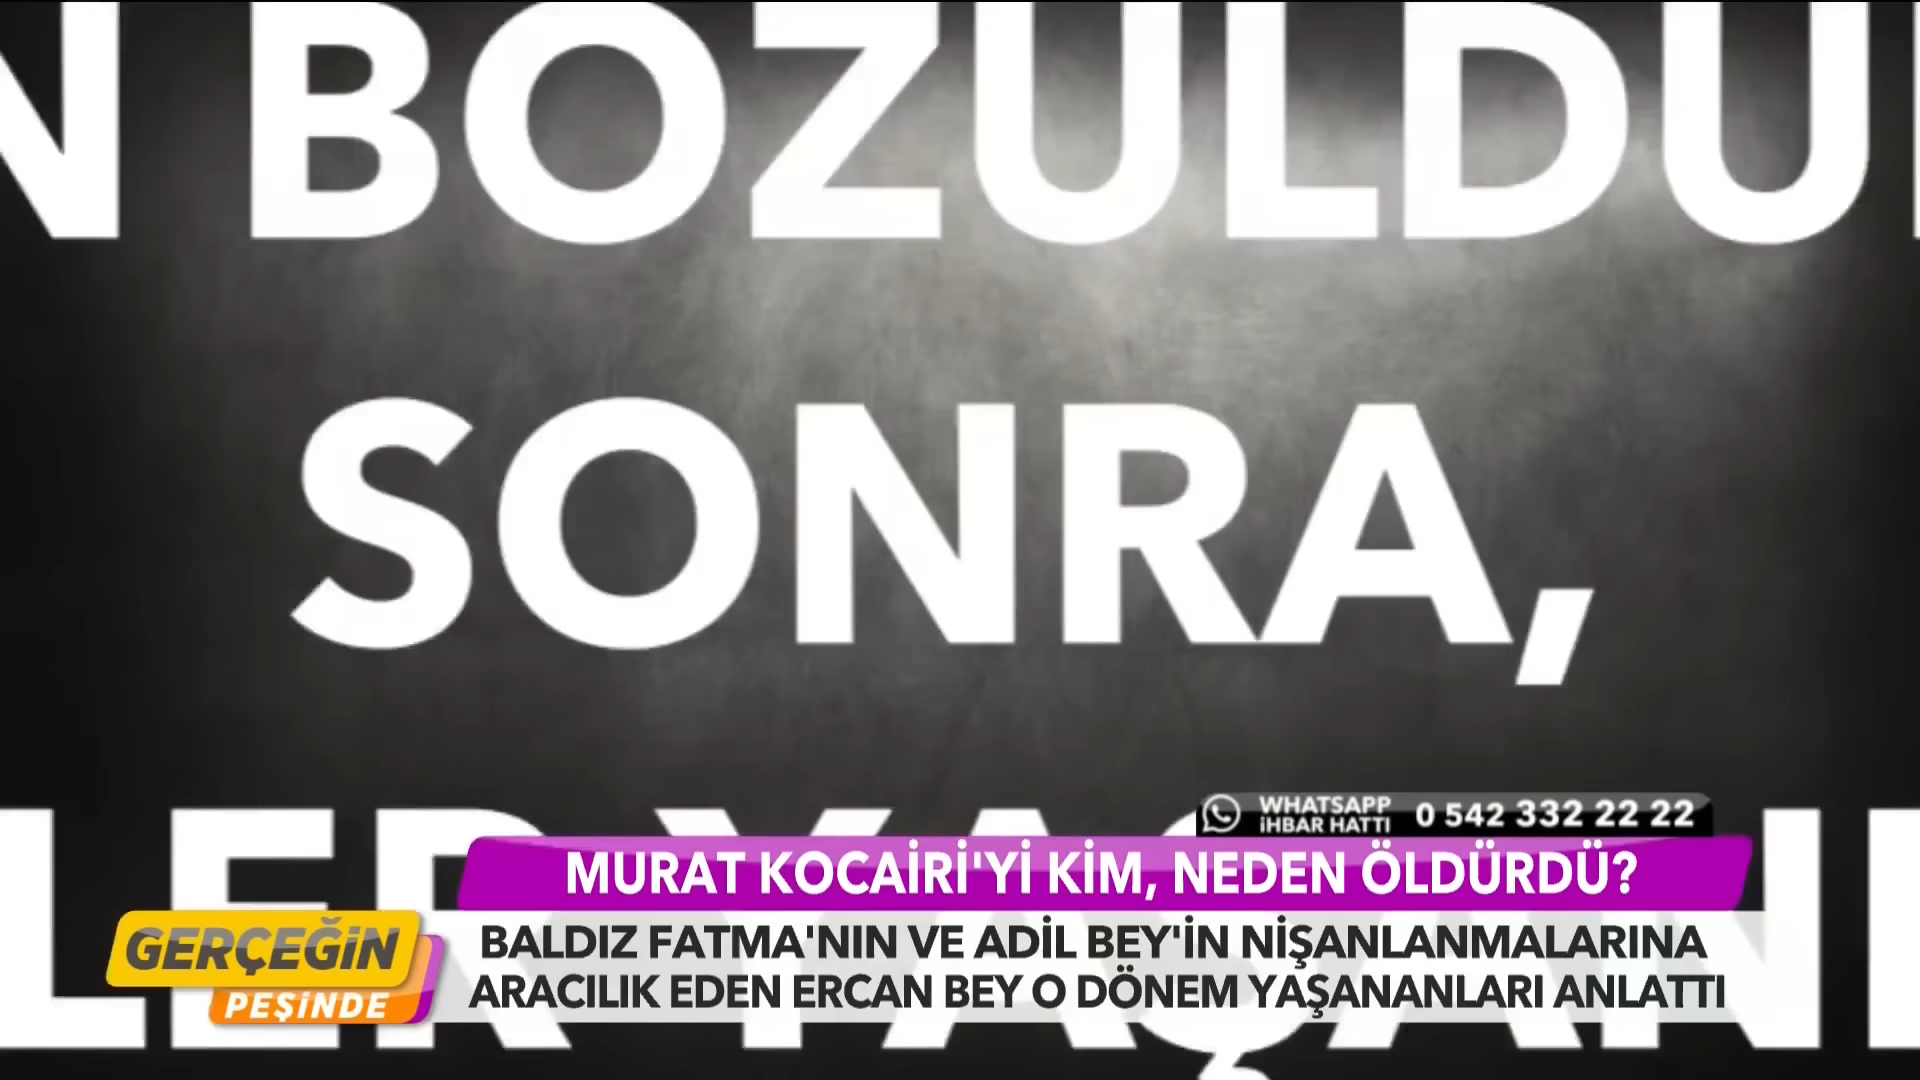 BOZULDU
SONRA,
WHATSAPP
İHBAR HATTI
0 542 332 22 22
MURAT KOCAİRİ'Yİ KİM, NEDEN ÖLDÜRDÜ?
GERÇEĞİN
PEŞİNDE
BALDIZ FATMA'NIN VE ADİL BEY'İN NİŞANLANMALARINA
ARACILIK EDEN ERCAN BEY O DÖNEM YAŞANANLARI ANLATTI